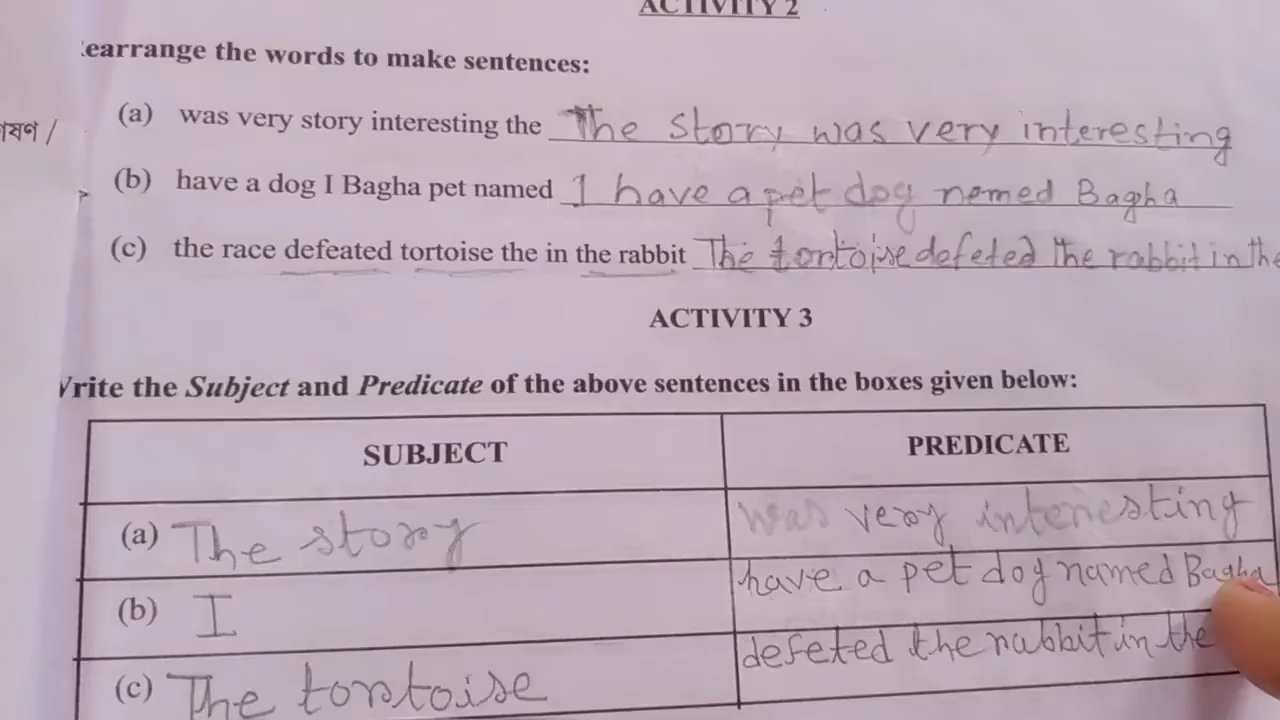 ACTIVITY 2
earrange the words to make sentences:
(a) was very story interesting the The story was very interesting
ষণ /
(b) have a dog I Bagha pet named I have a pet dog nemed Bagha
(c) the race defeated tortoise the in the rabbit The tortoise defeted the rabbit in the
ACTIVITY 3
Write the Subject and Predicate of the above sentences in the boxes given below:
SUBJECT PREDICATE
(a) The story was very interesting
(b) I have a pet dog named Bagha
(c) The tortoise defeted the rabbit in the